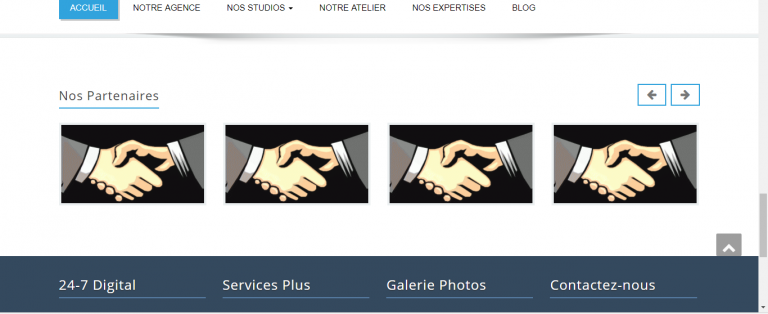 ACCUEIL NOTRE AGENCE NOS STUDIOS NOTRE ATELIER NOS EXPERTISES BLOG
Nos Partenaires
24-7 Digital Services Plus Galerie Photos Contactez-nous